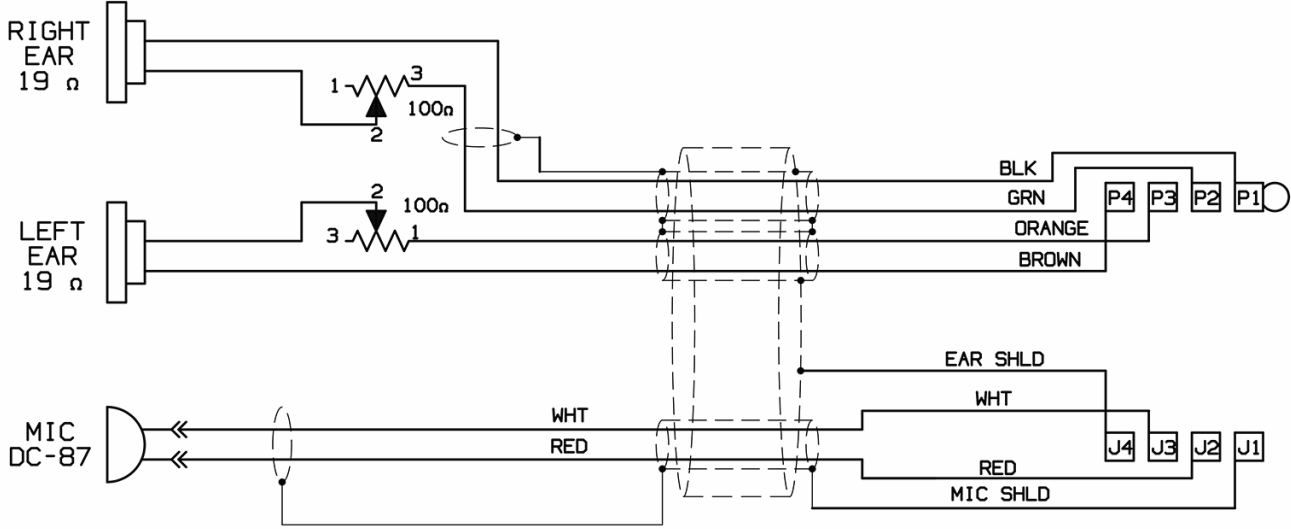 RIGHT
EAR
19 Ω
1
3
100Ω
2
BLK
GRN
P4 P3 P2 P1
2
100Ω
3
1
ORANGE
BROWN
LEFT
EAR
19 Ω
EAR SHLD
WHT
WHT
RED
MIC
DC-87
J4 J3 J2 J1
RED
MIC SHLD